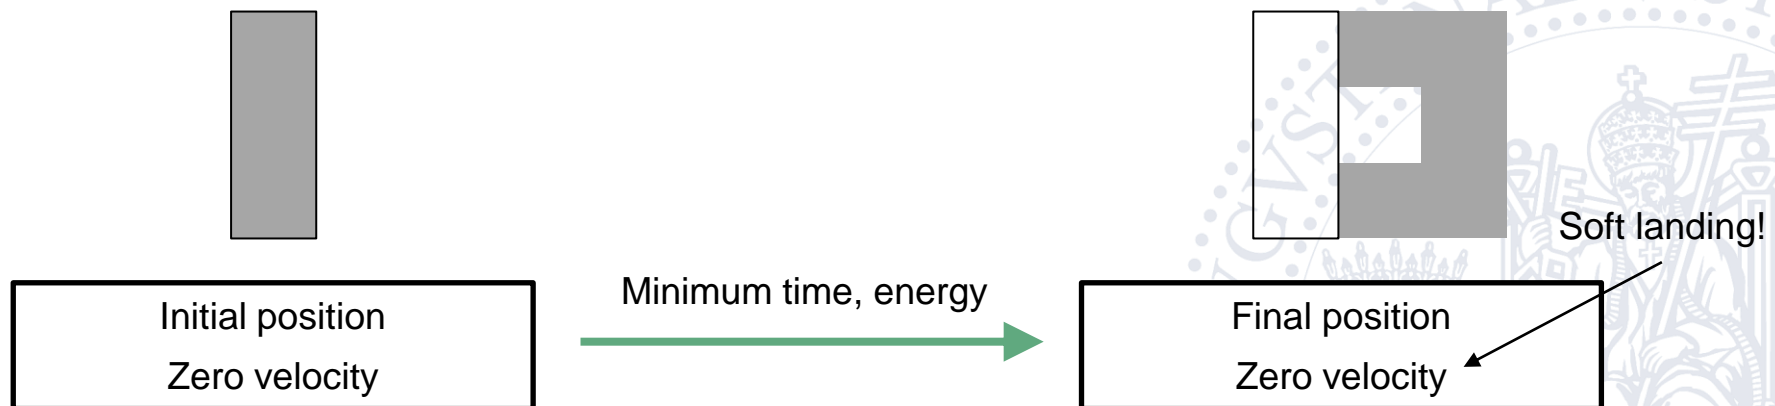 Soft landing!
Minimum time, energy
Initial position
Zero velocity
Final position
Zero velocity